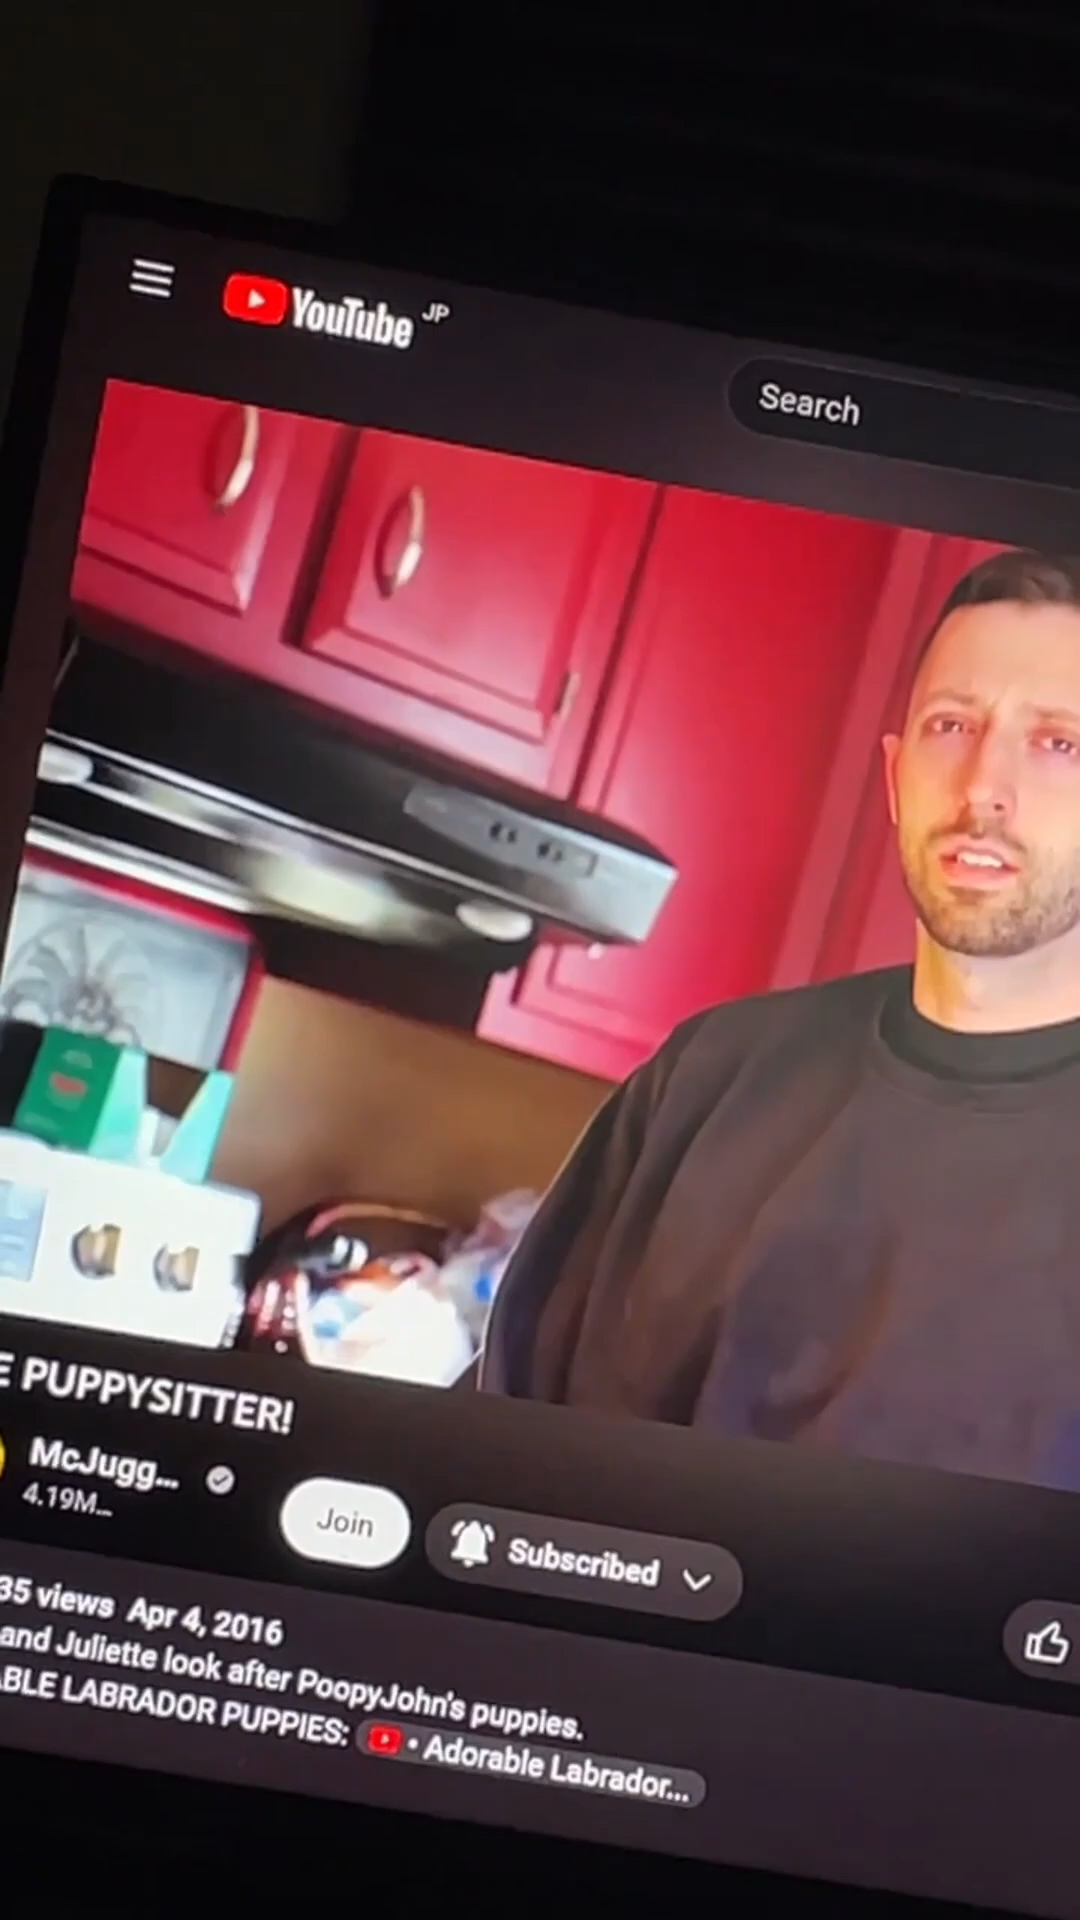 YouTube JP
Search
E PUPPYSITTER!
McJugg...
4.19M...
Join
Subscribed
35 views Apr 4, 2016
and Juliette look after PoopyJohn's puppies.
ABLE LABRADOR PUPPIES: • Adorable Labrador...